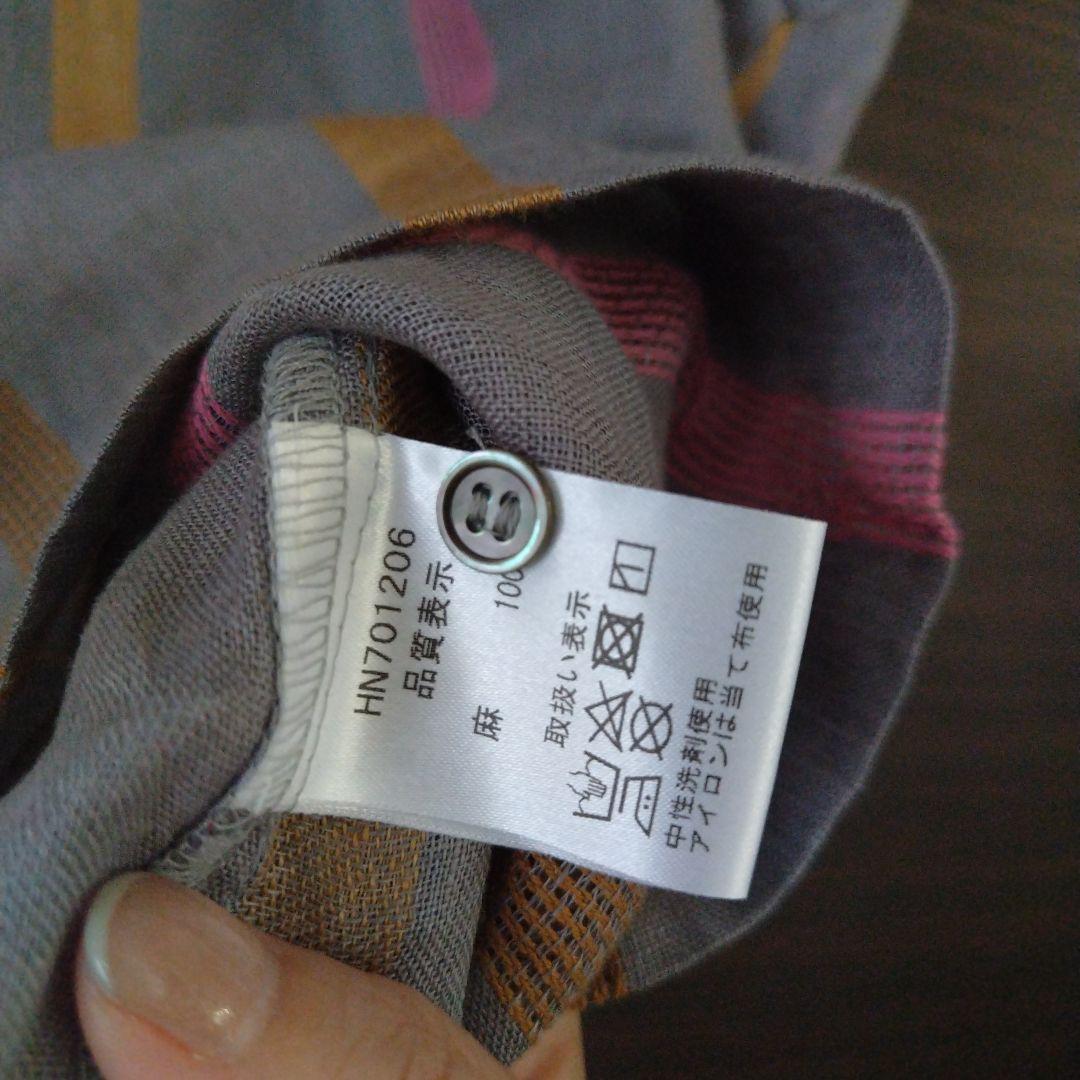 HN701206
品質表示
麻 100
取扱い表示
中性洗剤使用
アイロンは当て布使用